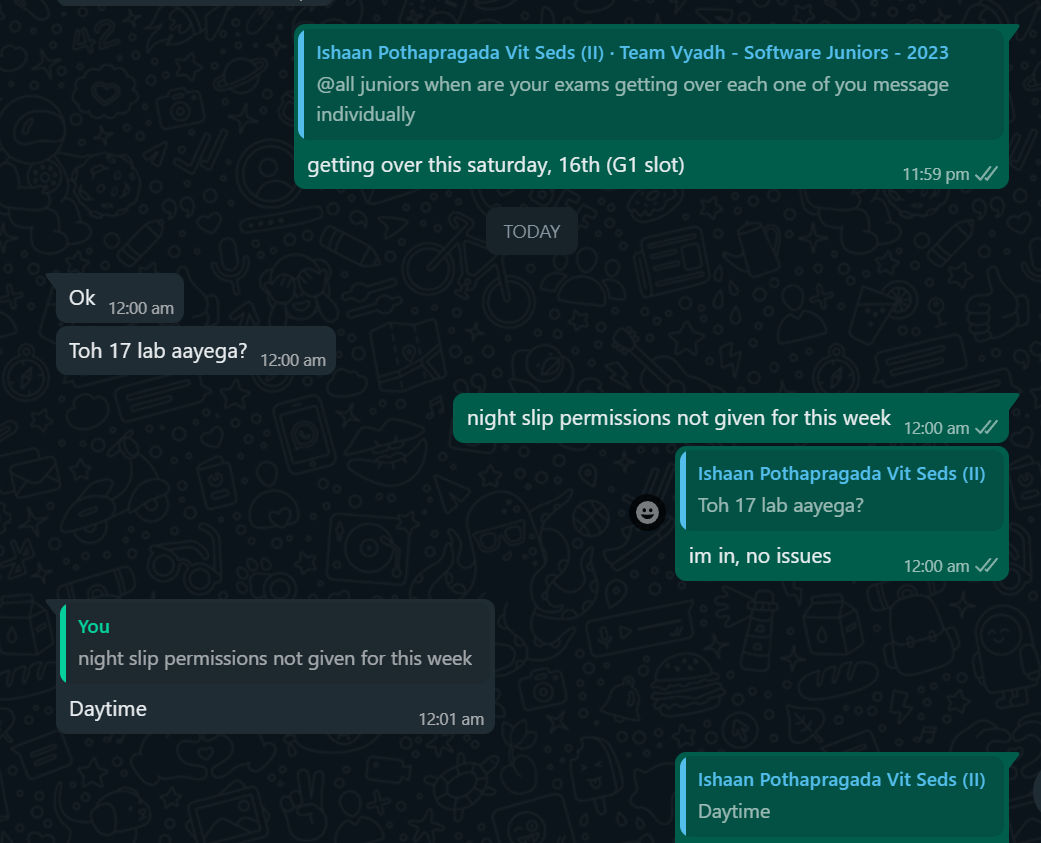 Ishaan Pothapragada Vit Seds (II) · Team Vyadh - Software Juniors - 2023
@all juniors when are your exams getting over each one of you message
individually
getting over this saturday, 16th (G1 slot)
11:59 pm
TODAY
Ok 12:00 am
Toh 17 lab aayega? 12:00 am
night slip permissions not given for this week 12:00 am
Ishaan Pothapragada Vit Seds (II)
Toh 17 lab aayega?
im in, no issues 12:00 am
You
night slip permissions not given for this week
Daytime
12:01 am
Ishaan Pothapragada Vit Seds (II)
Daytime